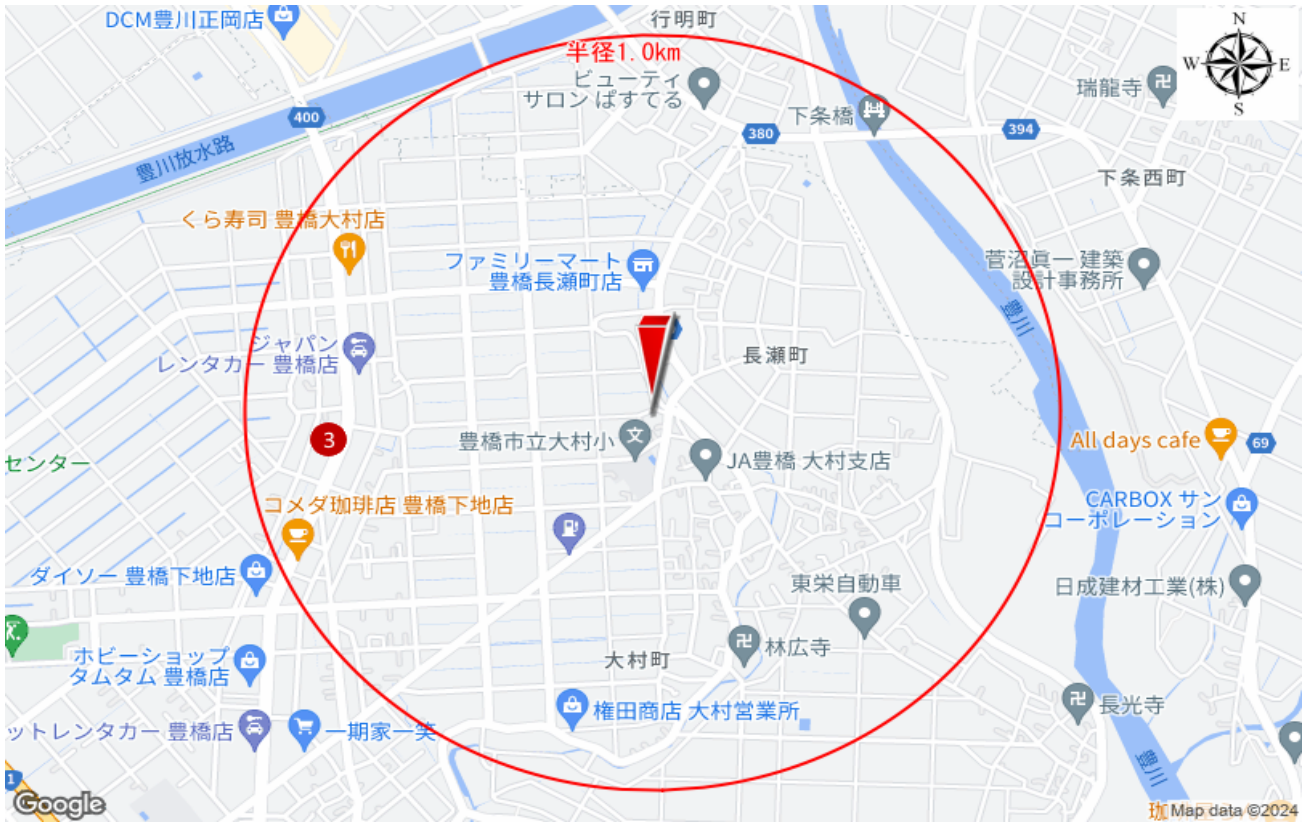 DCM豊川正岡店
行明町
半径1.0km
ビューティ
サロン ぱすてる
瑞龍寺
N
W
E
S
400
380
下条橋
394
豊川放水路
下条西町
くら寿司 豊橋大村店
ファミリーマート
豊橋長瀬町店
菅沼眞一 建築
設計事務所
豊川
ジャパン
レンタカー 豊橋店
長瀬町
3
豊橋市立大村小
文
JA豊橋 大村支店
All days cafe
69
センター
コメダ珈琲店 豊橋下地店
CARBOX サン
コーポレーション
ダイソー 豊橋下地店
東栄自動車
日成建材工業(株)
ホビーショップ
タムタム 豊橋店
大村町
林広寺
権田商店 大村営業所
長光寺
ットレンタカー 豊橋店
一期家一笑
豊川
1
Google
珈
Map data ©2024